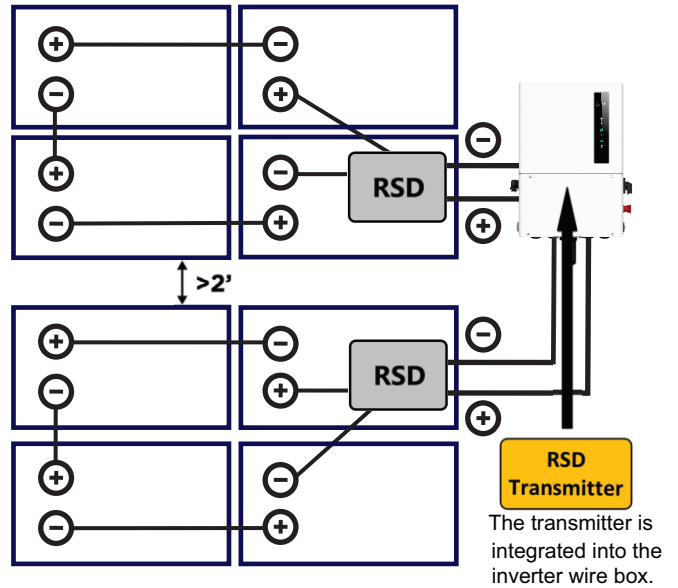 + −
− +
+ − RSD −
− + +
>2'
+ − −
− + RSD
+
+ −
− +
RSD
Transmitter
The transmitter is
integrated into the
inverter wire box.